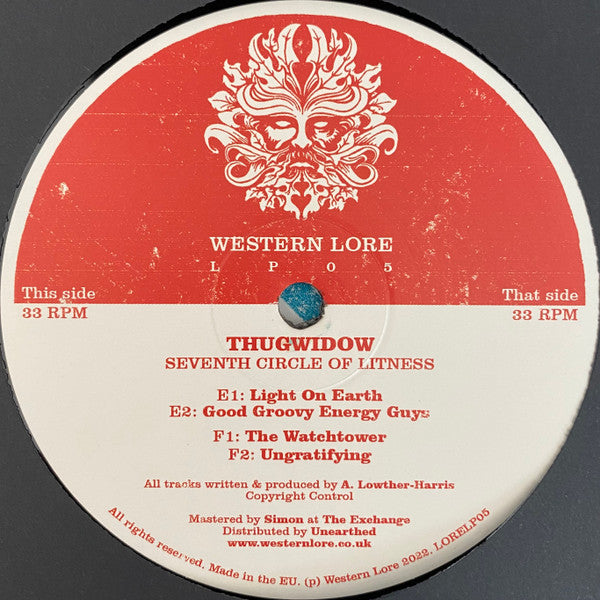 WESTERN LORE
L P 0 5
This side
33 RPM
That side
33 RPM
THUGWIDOW
SEVENTH CIRCLE OF LITNESS
E1: Light On Earth
E2: Good Groovy Energy Guys
F1: The Watchtower
F2: Ungratifying
All tracks written & produced by A. Lowther-Harris
Copyright Control
Mastered by Simon at The Exchange
Distributed by Unearthed
www.westernlore.co.uk
All rights reserved. Made in the EU. (p) Western Lore 2022. LORELP05